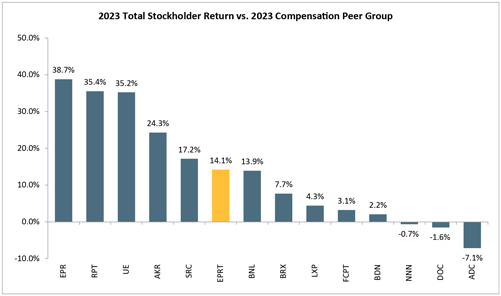 2023 Total Stockholder Return vs. 2023 Compensation Peer Group
50.0%
40.0%
30.0%
20.0%
10.0%
0.0%
-10.0%
38.7% 35.4% 35.2% 24.3% 17.2% 14.1% 13.9% 7.7% 4.3% 3.1% 2.2% -0.7% -1.6% -7.1%
EPR RPT UE AKR SRC EPRT BNL BRX LXP FCPT BDN NNN DOC ADC